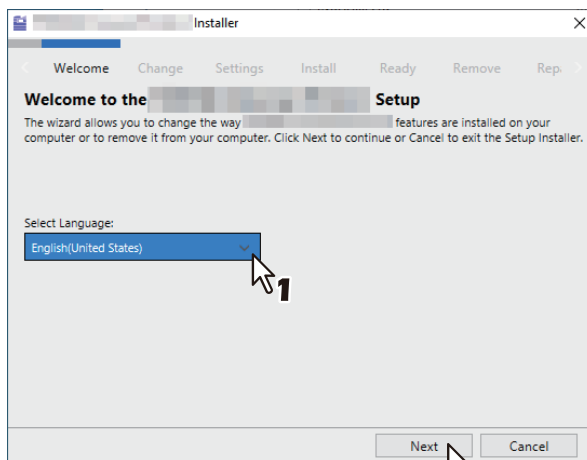 Installer
Welcome Change Settings Install Ready Remove Rep
Welcome to the Setup
The wizard allows you to change the way features are installed on your
computer or to remove it from your computer. Click Next to continue or Cancel to exit the Setup Installer.
Select Language:
English(United States)
1
Next Cancel